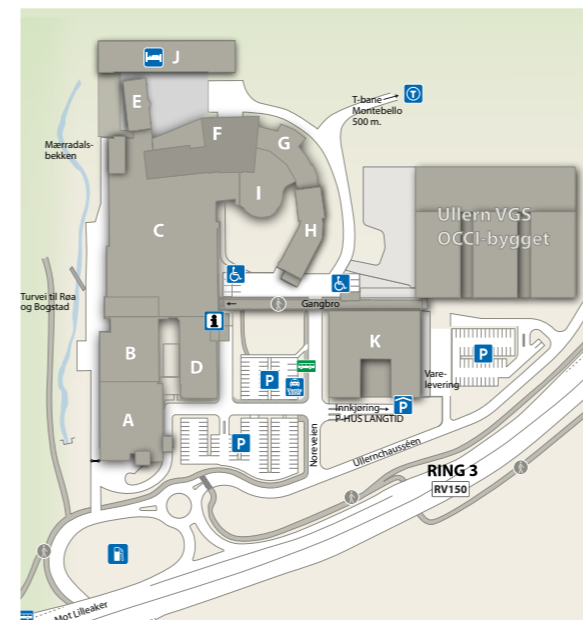 J
E
F
G
T-bane
Montebello
500 m.
T
Mærradals-
bekken
I
H
C
Ullern VGS
OCCI-bygget
Turvei til Røa
og Bogstad
← Gangbro
i
B
D
K
P
P
Vare-
levering
A
Innkjøring
P-HUS LANGTID
P
P
Noreveien
Ullernchausséen
RING 3
RV150
Mot Lilleaker